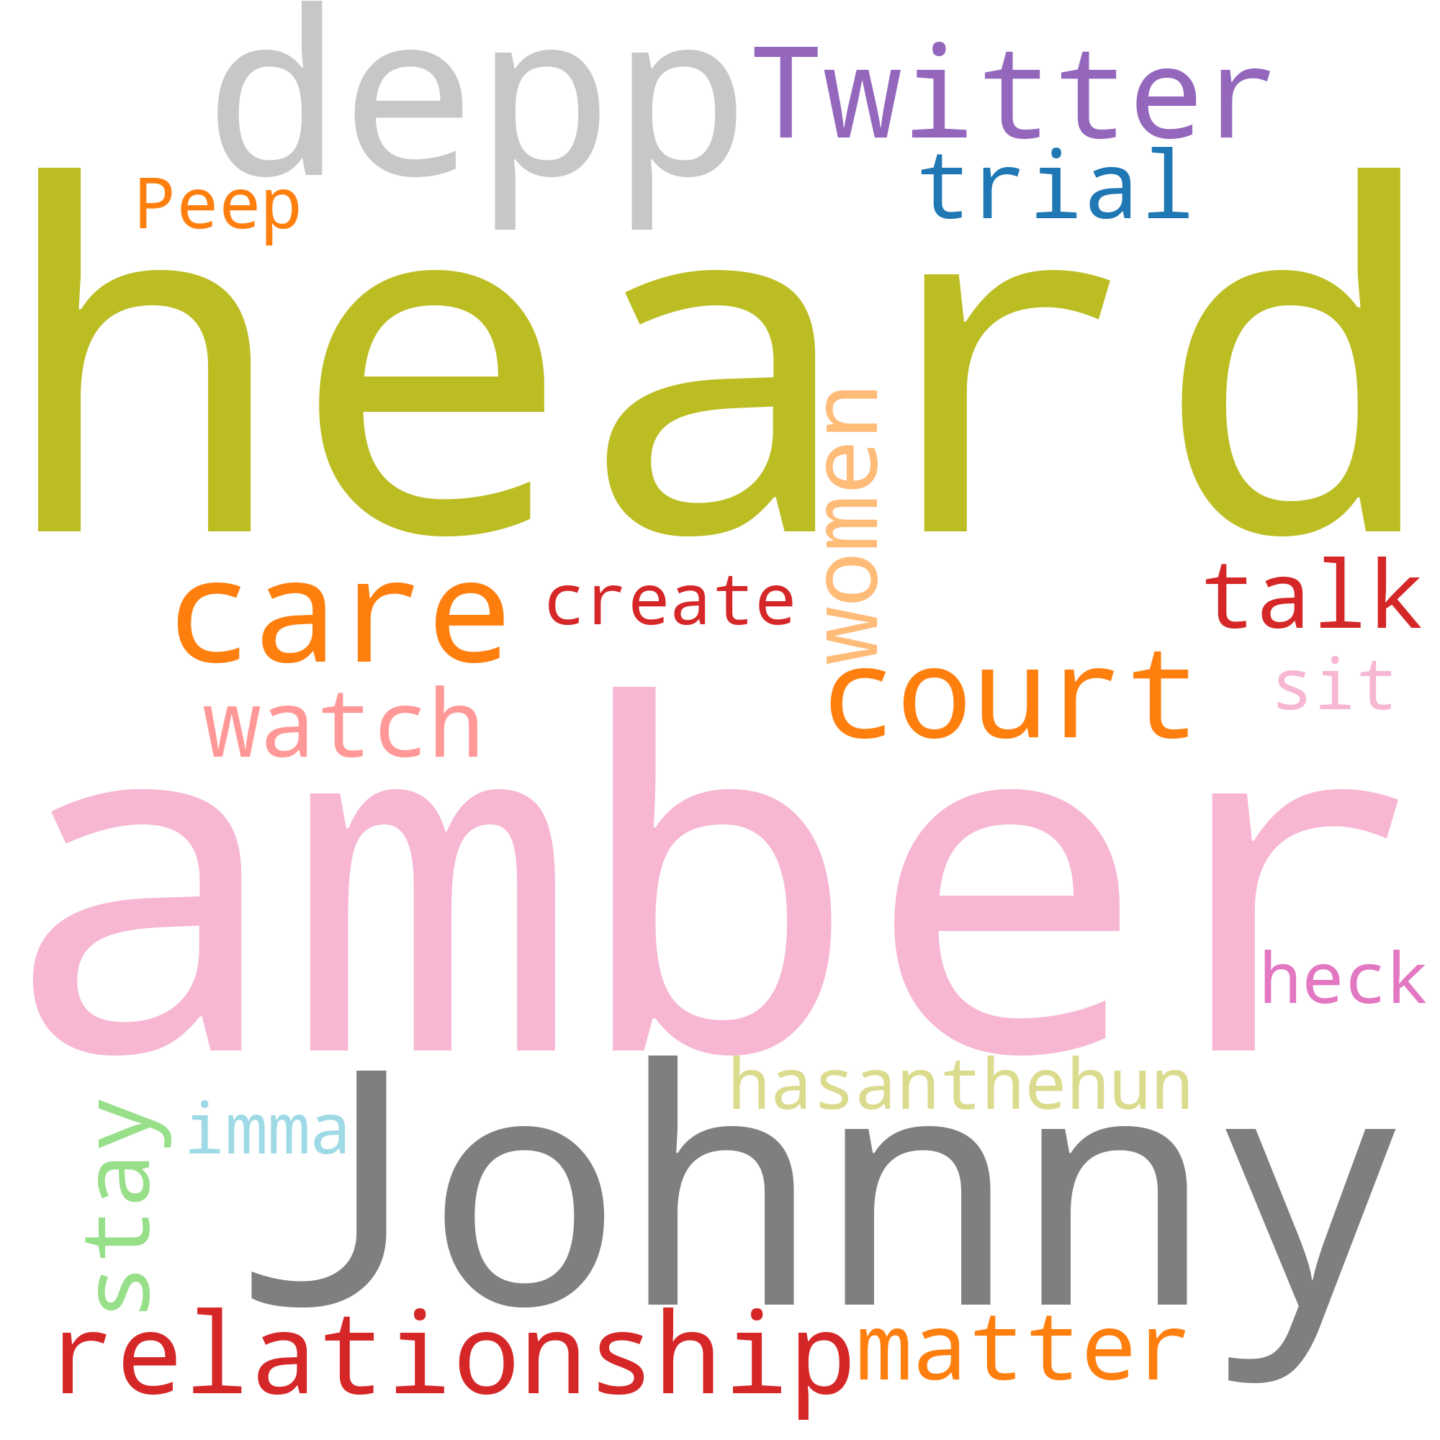 depp
Twitter
trial
Peep
heard
women
care
create
talk
court
sit
watch
amber
heck
hasanthehun
imma
stay
Johnny
relationship
matter